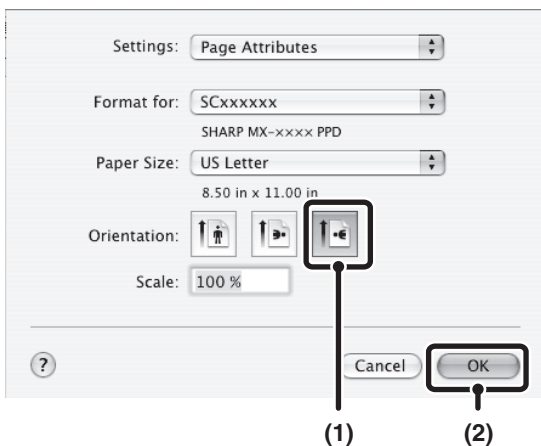 Settings: Page Attributes
Format for: SCxxxxxx
SHARP MX-×××× PPD
Paper Size: US Letter
8.50 in x 11.00 in
Orientation:
Scale: 100 %
? Cancel OK
(1) (2)